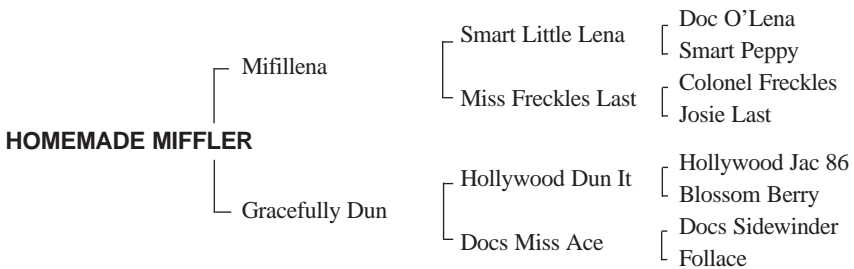 Doc O’Lena
Smart Little Lena
Smart Peppy
Mifillena
Colonel Freckles
Miss Freckles Last
Josie Last
HOMEMADE MIFFLER
Hollywood Jac 86
Hollywood Dun It
Blossom Berry
Gracefully Dun
Docs Sidewinder
Docs Miss Ace
Follace